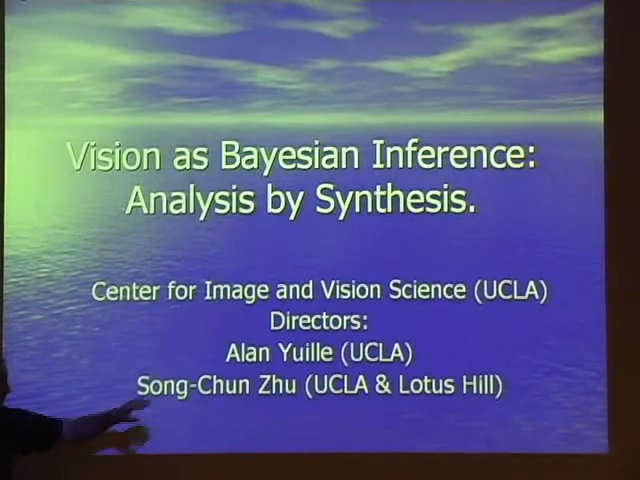 Vision as Bayesian Inference:
Analysis by Synthesis.
Center for Image and Vision Science (UCLA)
Directors:
Alan Yuille (UCLA)
Song-Chun Zhu (UCLA & Lotus Hill)